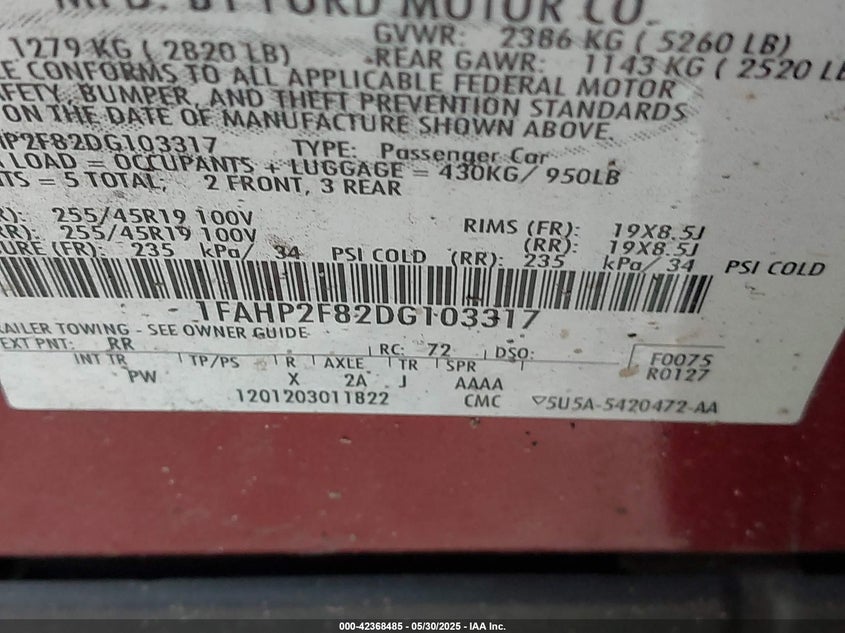 MFD. BY FORD MOTOR CO.
GVWR: 2386 KG ( 5260 LB)
1279 KG ( 2820 LB) REAR GAWR: 1143 KG ( 2520 LB
E CONFORMS TO ALL APPLICABLE FEDERAL MOTOR
AFETY, BUMPER, AND THEFT PREVENTION STANDARDS
ON THE DATE OF MANUFACTURE SHOWN ABOVE.
HP2F82DG103317 TYPE: Passenger Car
LOAD = OCCUPANTS + LUGGAGE = 430KG/ 950LB
TS = 5 TOTAL, 2 FRONT, 3 REAR
R): 255/45R19 100V RIMS (FR): 19X8.5J
RR): 255/45R19 100V (RR): 19X8.5J
SURE (FR): 235 kPa/ 34 PSI COLD (RR): 235 kPa/ 34 PSI COLD
1FAHP2F82DG103317
RAILER TOWING - SEE OWNER GUIDE
EXT PNT: RR RC: 72 DSO: F0075
INT TR TP/PS R AXLE TR SPR R0127
PW X 2A J AAAA
1201203011822 CMC 5U5A-5420472-AA
000-42368485 - 05/30/2025 - IAA Inc.